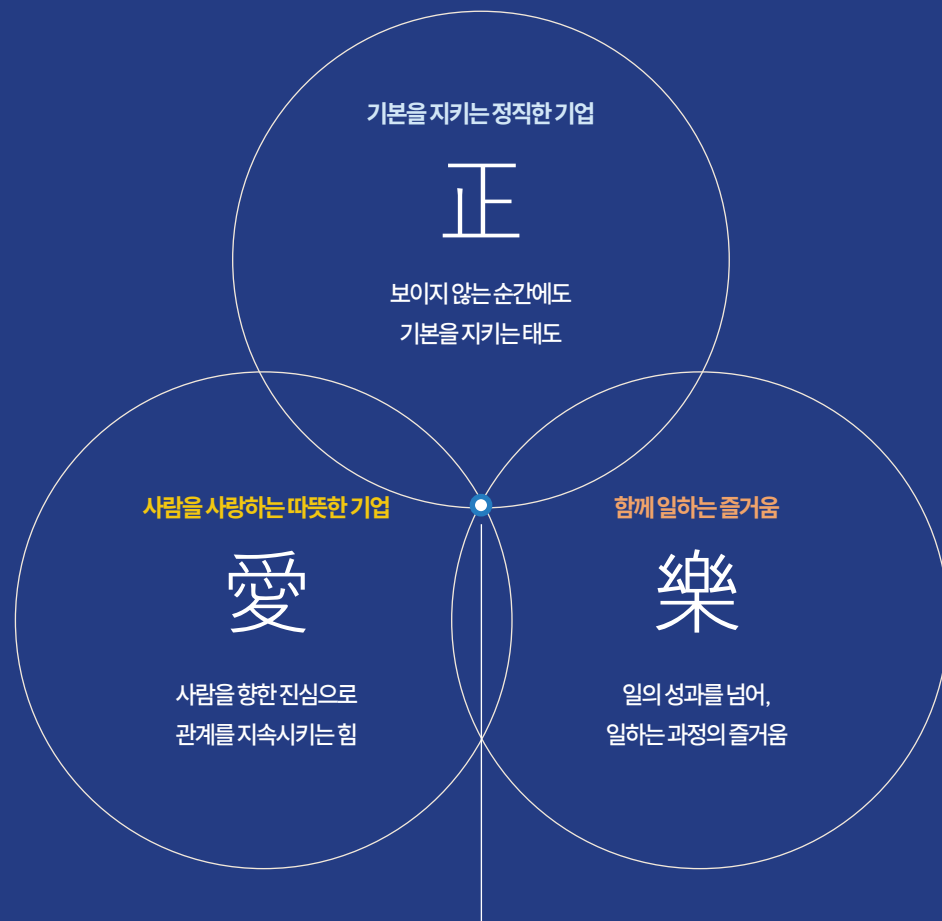 기본을 지키는 정직한 기업
正
보이지 않는 순간에도
기본을 지키는 태도
사람을 사랑하는 따뜻한 기업
愛
사람을 향한 진심으로
관계를 지속시키는 힘
함께 일하는 즐거움
樂
일의 성과를 넘어,
일하는 과정의 즐거움